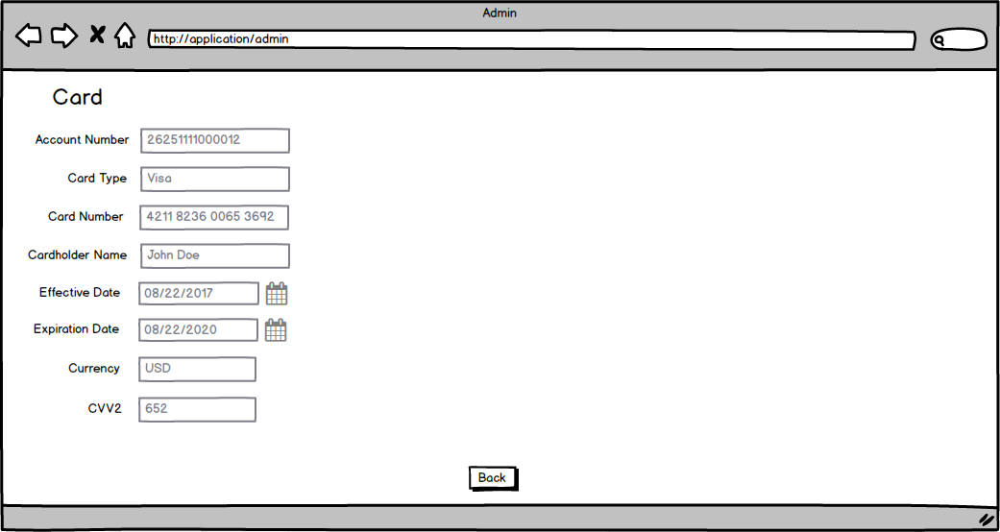 Admin
http://application/admin
Card
Account Number 26251111000012
Card Type Visa
Card Number 4211 8236 0065 3692
Cardholder Name John Doe
Effective Date 08/22/2017
Expiration Date 08/22/2020
Currency USD
CVV2 652
Back